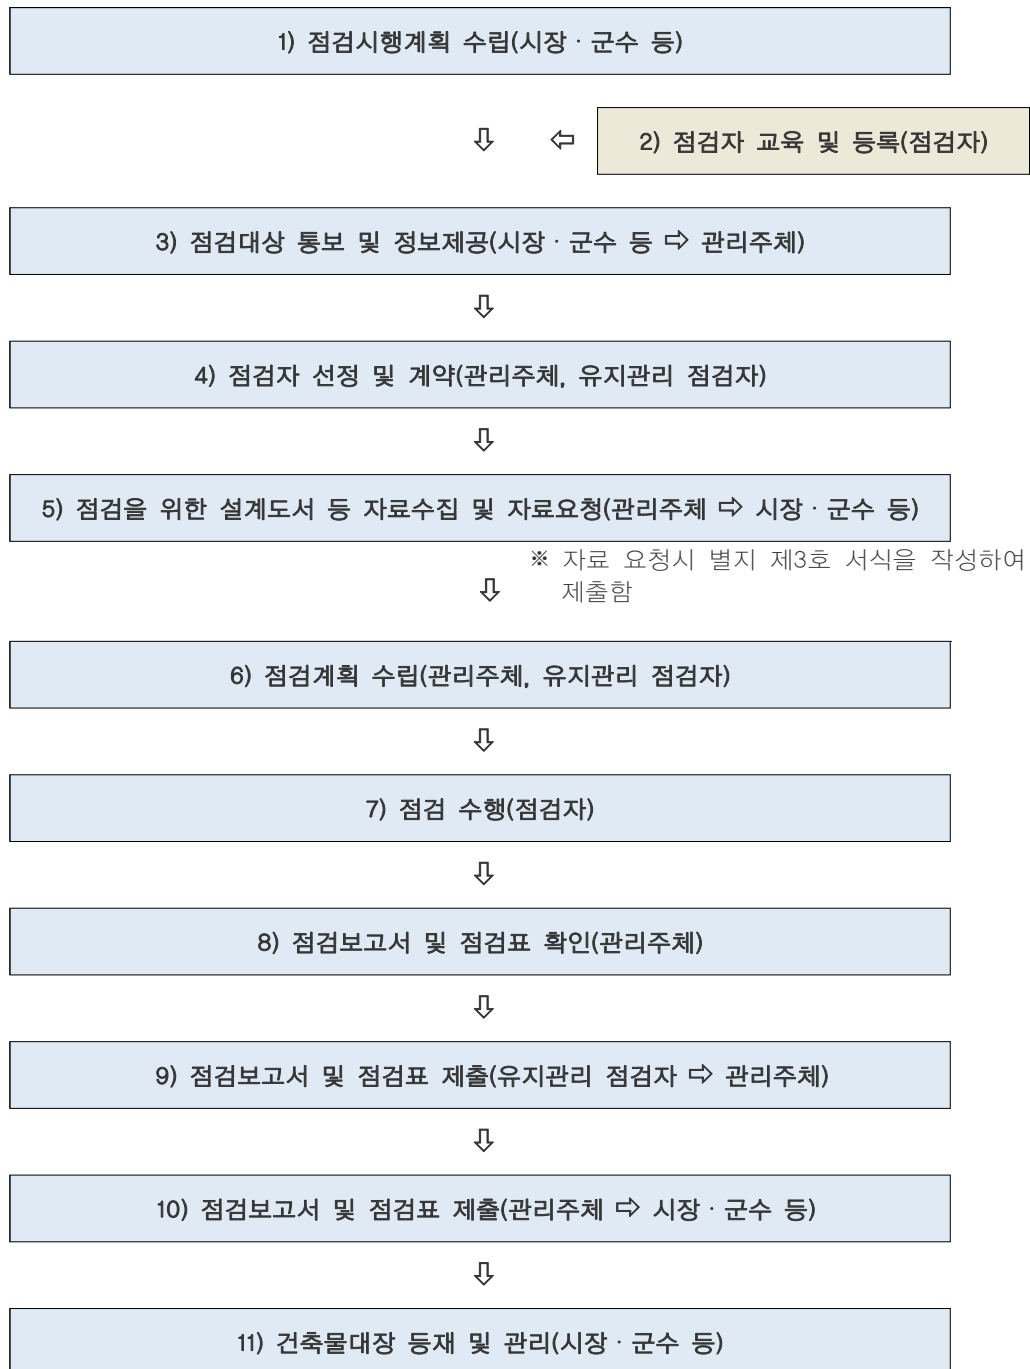 1) 점검시행계획 수립(시장·군수 등)
⇩ ⇦ 2) 점검자 교육 및 등록(점검자)
3) 점검대상 통보 및 정보제공(시장·군수 등 ⇨ 관리주체)
⇩
4) 점검자 선정 및 계약(관리주체, 유지관리 점검자)
⇩
5) 점검을 위한 설계도서 등 자료수집 및 자료요청(관리주체 ⇨ 시장·군수 등)
※ 자료 요청시 별지 제3호 서식을 작성하여
⇩ 제출함
6) 점검계획 수립(관리주체, 유지관리 점검자)
⇩
7) 점검 수행(점검자)
⇩
8) 점검보고서 및 점검표 확인(관리주체)
⇩
9) 점검보고서 및 점검표 제출(유지관리 점검자 ⇨ 관리주체)
⇩
10) 점검보고서 및 점검표 제출(관리주체 ⇨ 시장·군수 등)
⇩
11) 건축물대장 등재 및 관리(시장·군수 등)